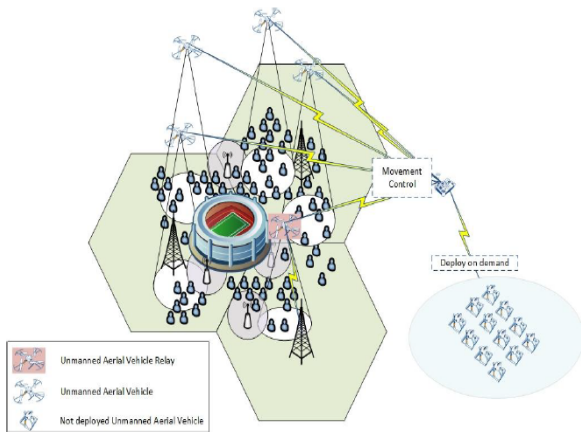 Movement
Control
Deploy on demand
Unmanned Aerial Vehicle Relay
Unmanned Aerial Vehicle
Not deployed Unmanned Aerial Vehicle